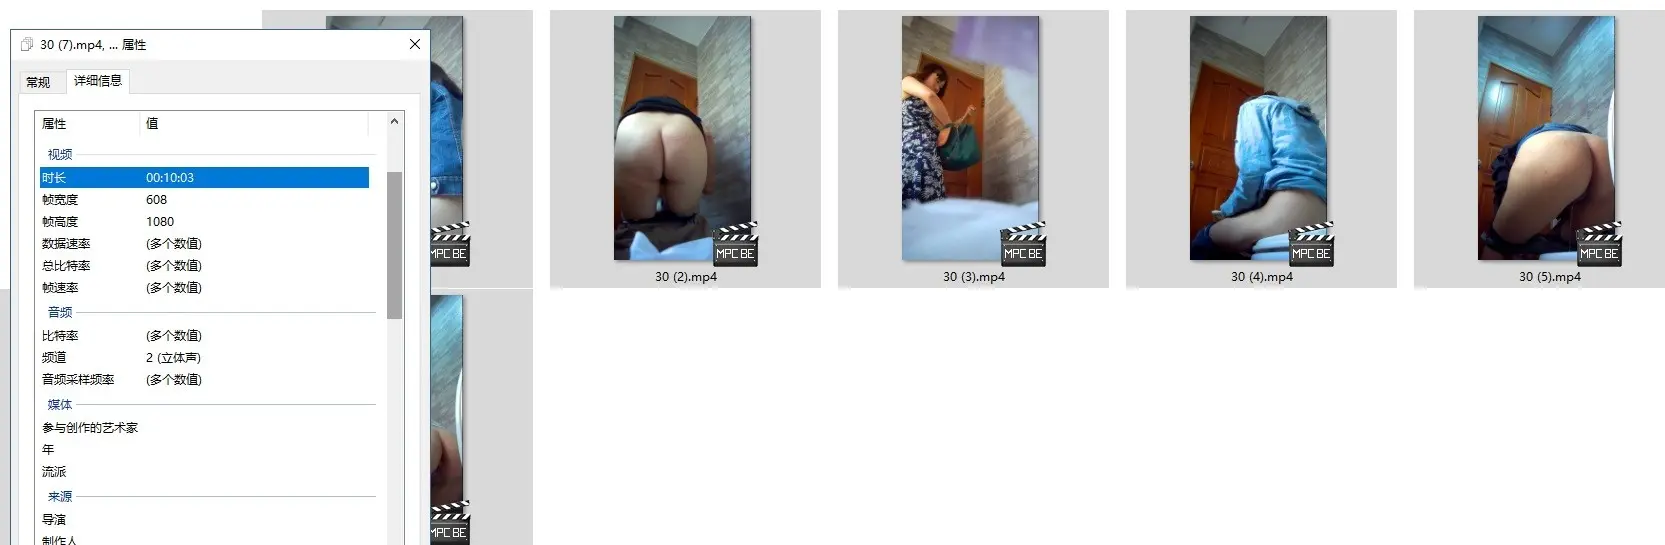 30 (7).mp4, ... 属性
常规
详细信息
属性 值
视频
时长 00:10:03
帧宽度 608
帧高度 1080
数据速率 (多个数值)
总比特率 (多个数值)
帧速率 (多个数值)
音频
比特率 (多个数值)
频道 2 (立体声)
音频采样频率 (多个数值)
媒体
参与创作的艺术家
年
流派
来源
导演
制作人
MPC BE
MPC BE
MPC BE
MPC BE
MPC BE
30 (2).mp4
30 (3).mp4
30 (4).mp4
30 (5).mp4
MPC BE